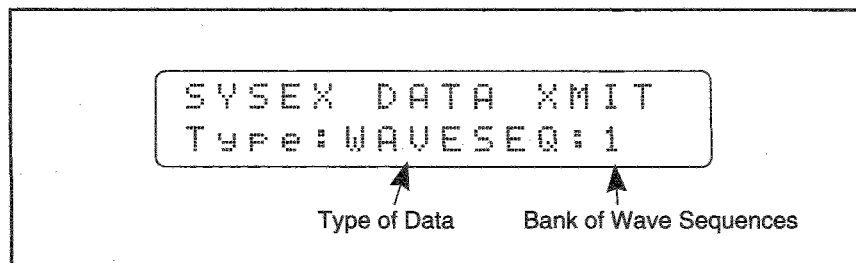 SYSEX DATA XMIT
Type:WAVESEQ:1
Type of Data Bank of Wave Sequences